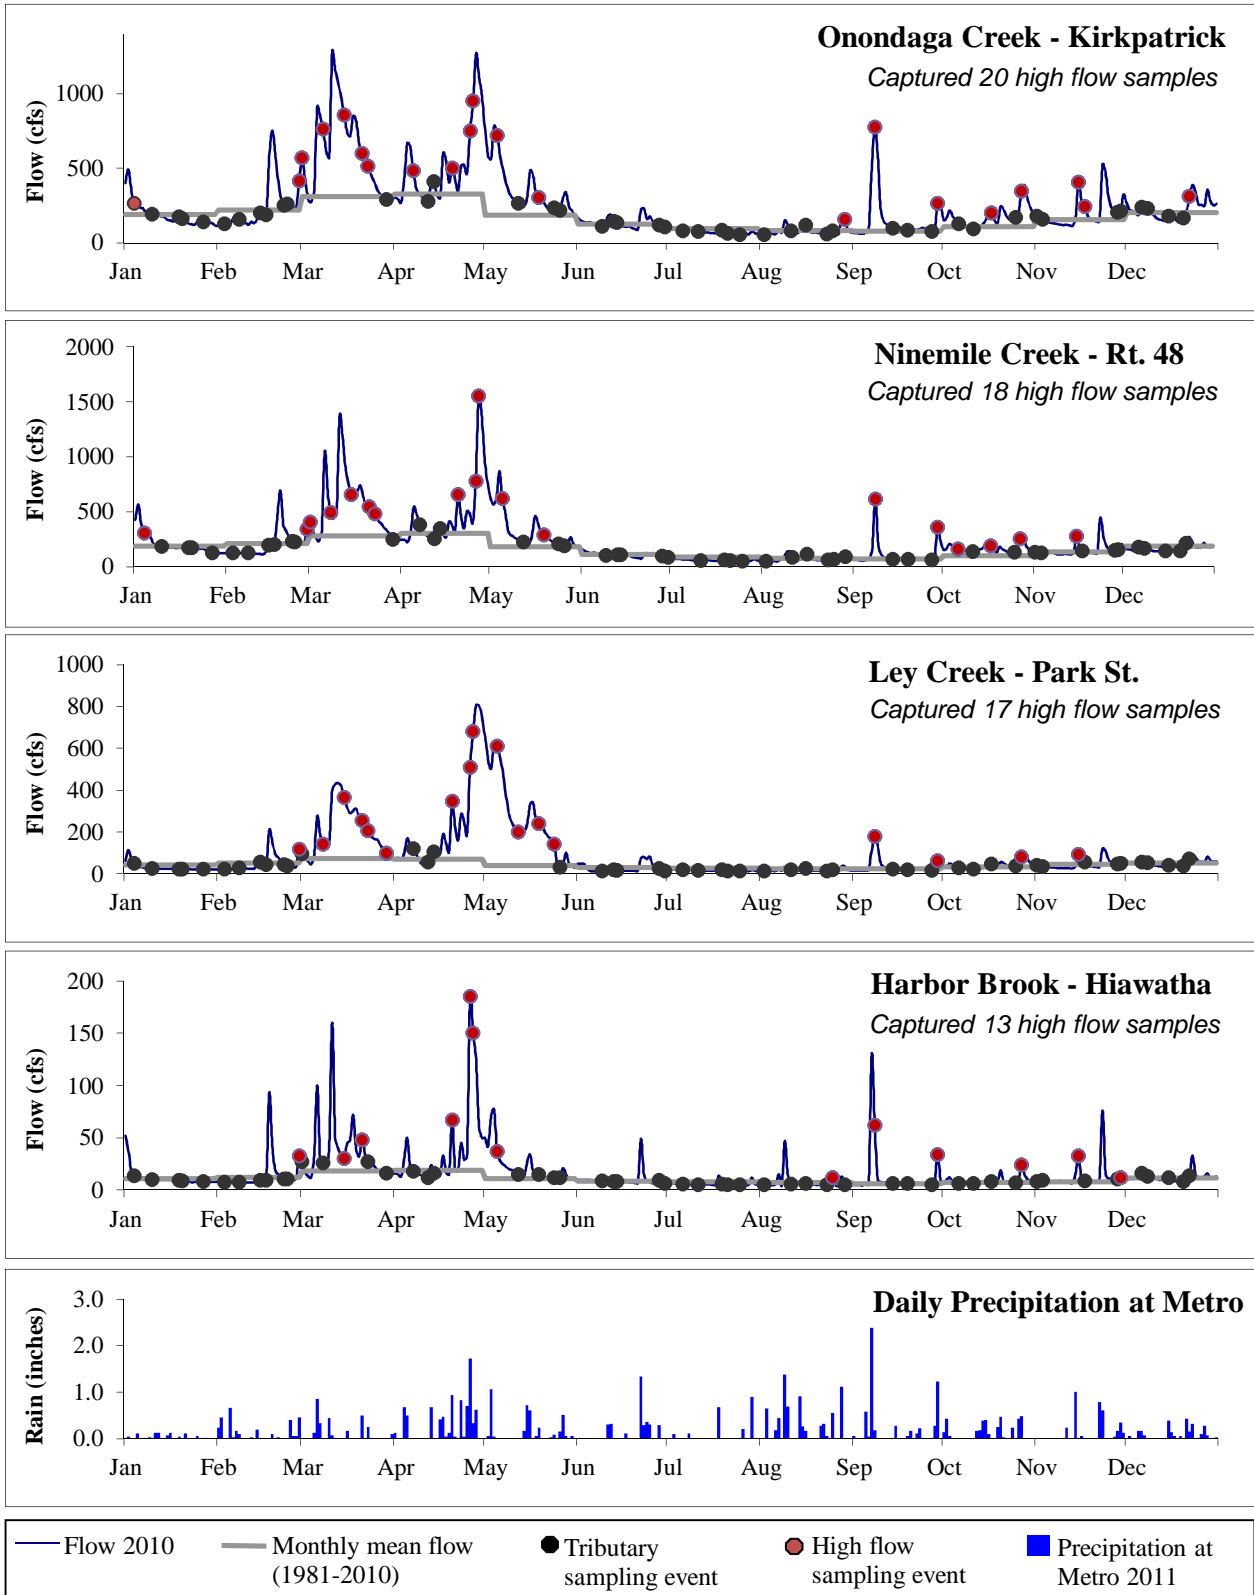 Onondaga Creek - Kirkpatrick
Captured 20 high flow samples
Flow (cfs)
1000
500
0
Jan Feb Mar Apr May Jun Jul Aug Sep Oct Nov Dec
Ninemile Creek - Rt. 48
Captured 18 high flow samples
Flow (cfs)
2000
1500
1000
500
0
Jan Feb Mar Apr May Jun Jul Aug Sep Oct Nov Dec
Ley Creek - Park St.
Captured 17 high flow samples
Flow (cfs)
1000
800
600
400
200
0
Jan Feb Mar Apr May Jun Jul Aug Sep Oct Nov Dec
Harbor Brook - Hiawatha
Captured 13 high flow samples
Flow (cfs)
200
150
100
50
0
Jan Feb Mar Apr May Jun Jul Aug Sep Oct Nov Dec
Daily Precipitation at Metro
Rain (inches)
3.0
2.0
1.0
0.0
Jan Feb Mar Apr May Jun Jul Aug Sep Oct Nov Dec
Flow 2010
Monthly mean flow
(1981-2010)
Tributary
sampling event
High flow
sampling event
Precipitation at
Metro 2011